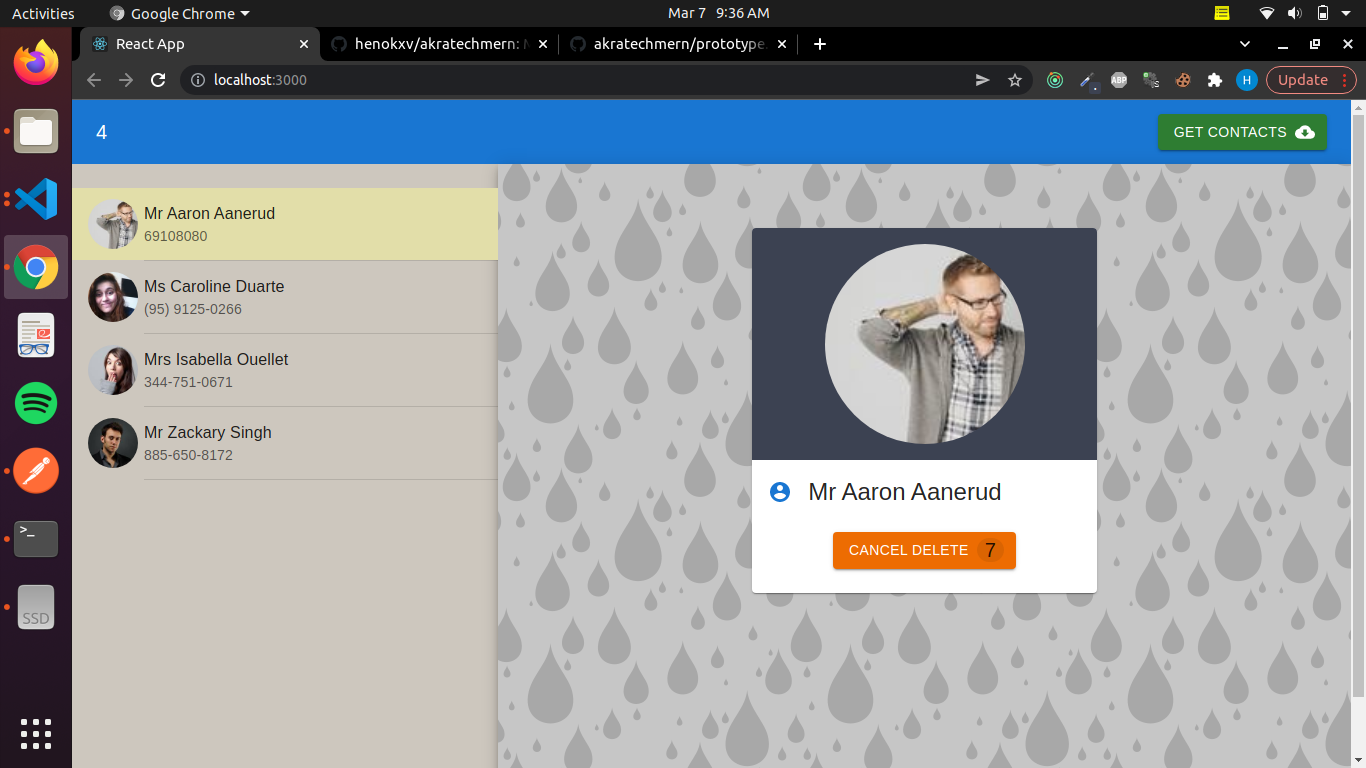 Activities
Google Chrome
Mar 7 9:36 AM
React App
henokxv/akratechmern:
akratechmern/prototype
localhost:3000
ABP
H
Update
4
GET CONTACTS
Mr Aaron Aanerud
69108080
Ms Caroline Duarte
(95) 9125-0266
Mrs Isabella Ouellet
344-751-0671
Mr Zackary Singh
885-650-8172
Mr Aaron Aanerud
CANCEL DELETE 7
>_
SSD